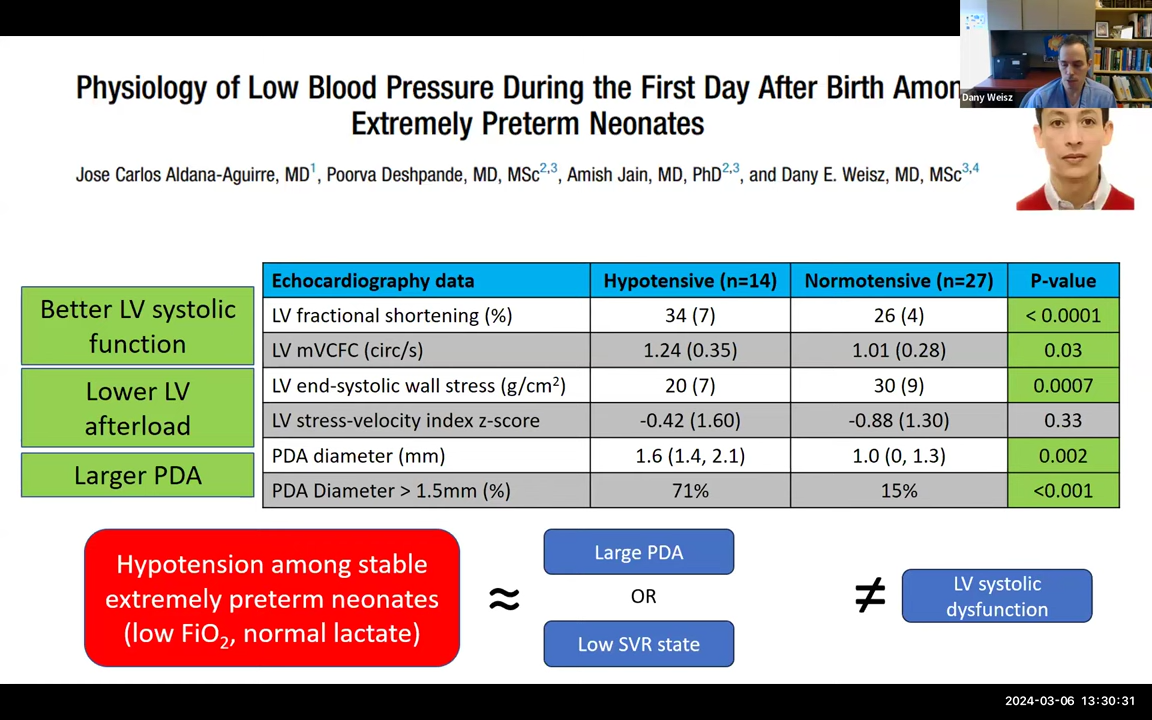 Physiology of Low Blood Pressure During the First Day After Birth Amon
Extremely Preterm Neonates
Jose Carlos Aldana-Aguirre, MD1, Poorva Deshpande, MD, MSc2,3, Amish Jain, MD, PhD2,3, and Dany E. Weisz, MD, MSc3,4
Dany Weisz
Better LV systolic
function
Lower LV
afterload
Larger PDA
Echocardiography data Hypotensive (n=14) Normotensive (n=27) P-value
LV fractional shortening (%) 34 (7) 26 (4) < 0.0001
LV mVCFC (circ/s) 1.24 (0.35) 1.01 (0.28) 0.03
LV end-systolic wall stress (g/cm2) 20 (7) 30 (9) 0.0007
LV stress-velocity index z-score -0.42 (1.60) -0.88 (1.30) 0.33
PDA diameter (mm) 1.6 (1.4, 2.1) 1.0 (0, 1.3) 0.002
PDA Diameter > 1.5mm (%) 71% 15% <0.001
Hypotension among stable
extremely preterm neonates
(low FiO2, normal lactate)
≈
Large PDA
OR
Low SVR state
≠
LV systolic
dysfunction
2024-03-06 13:30:31